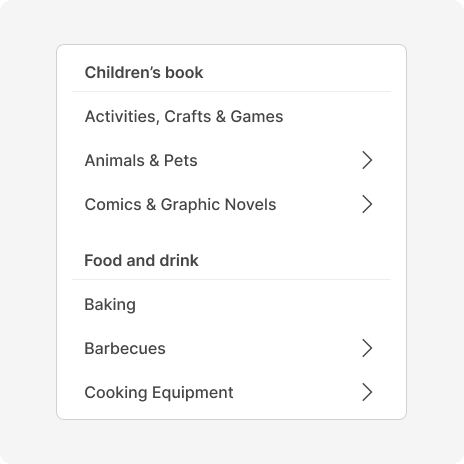 Children’s book
Activities, Crafts & Games
Animals & Pets
Comics & Graphic Novels
Food and drink
Baking
Barbecues
Cooking Equipment